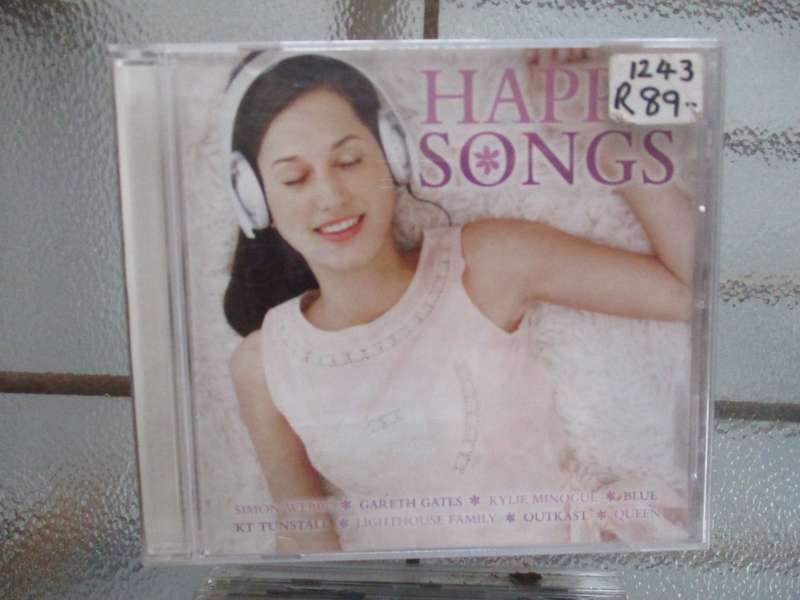 1243
R89--
HAPP
SONGS
SIMON WEBBE * GARETH GATES * KYLIE MINOGUE * BLUE
KT TUNSTALL * LIGHTHOUSE FAMILY * OUTKAST * QUEEN